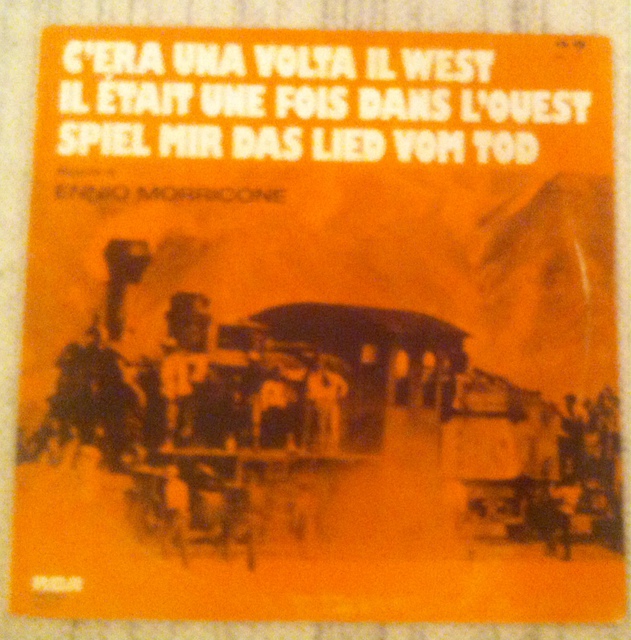 C'ERA UNA VOLTA IL WEST
IL ÉTAIT UNE FOIS DANS L'OUEST
SPIEL MIR DAS LIED VOM TOD
ENNIO MORRICONE
RCA